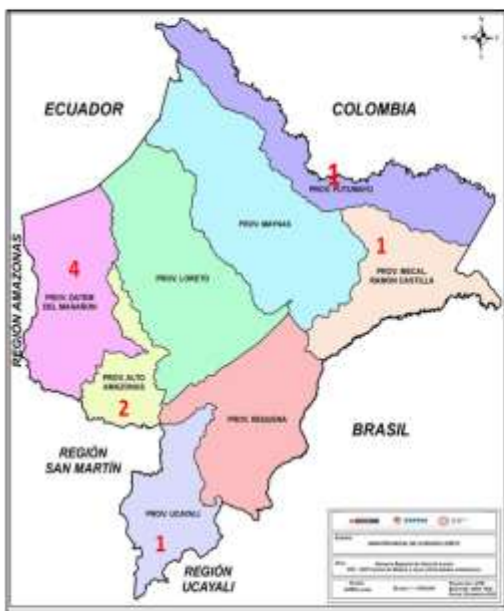 ECUADOR
COLOMBIA
1
PROV. PUTUMAYO
PROV. MAYNAS
1
PROV. MRCAL.
RAMON CASTILLA
4
PROV. DATEM
DEL MARAÑON
PROV. LORETO
REGIÓN AMAZONAS
PROV. ALTO
AMAZONAS
2
PROV. REQUENA
BRASIL
REGIÓN
SAN MARTÍN
PROV. UCAYALI
1
REGIÓN
UCAYALI